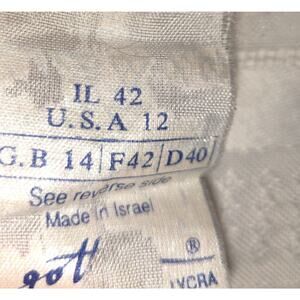 IL 42
U.S.A 12
G.B 14 F42 D40
See reverse side
Made in Israel
®
LYCRA